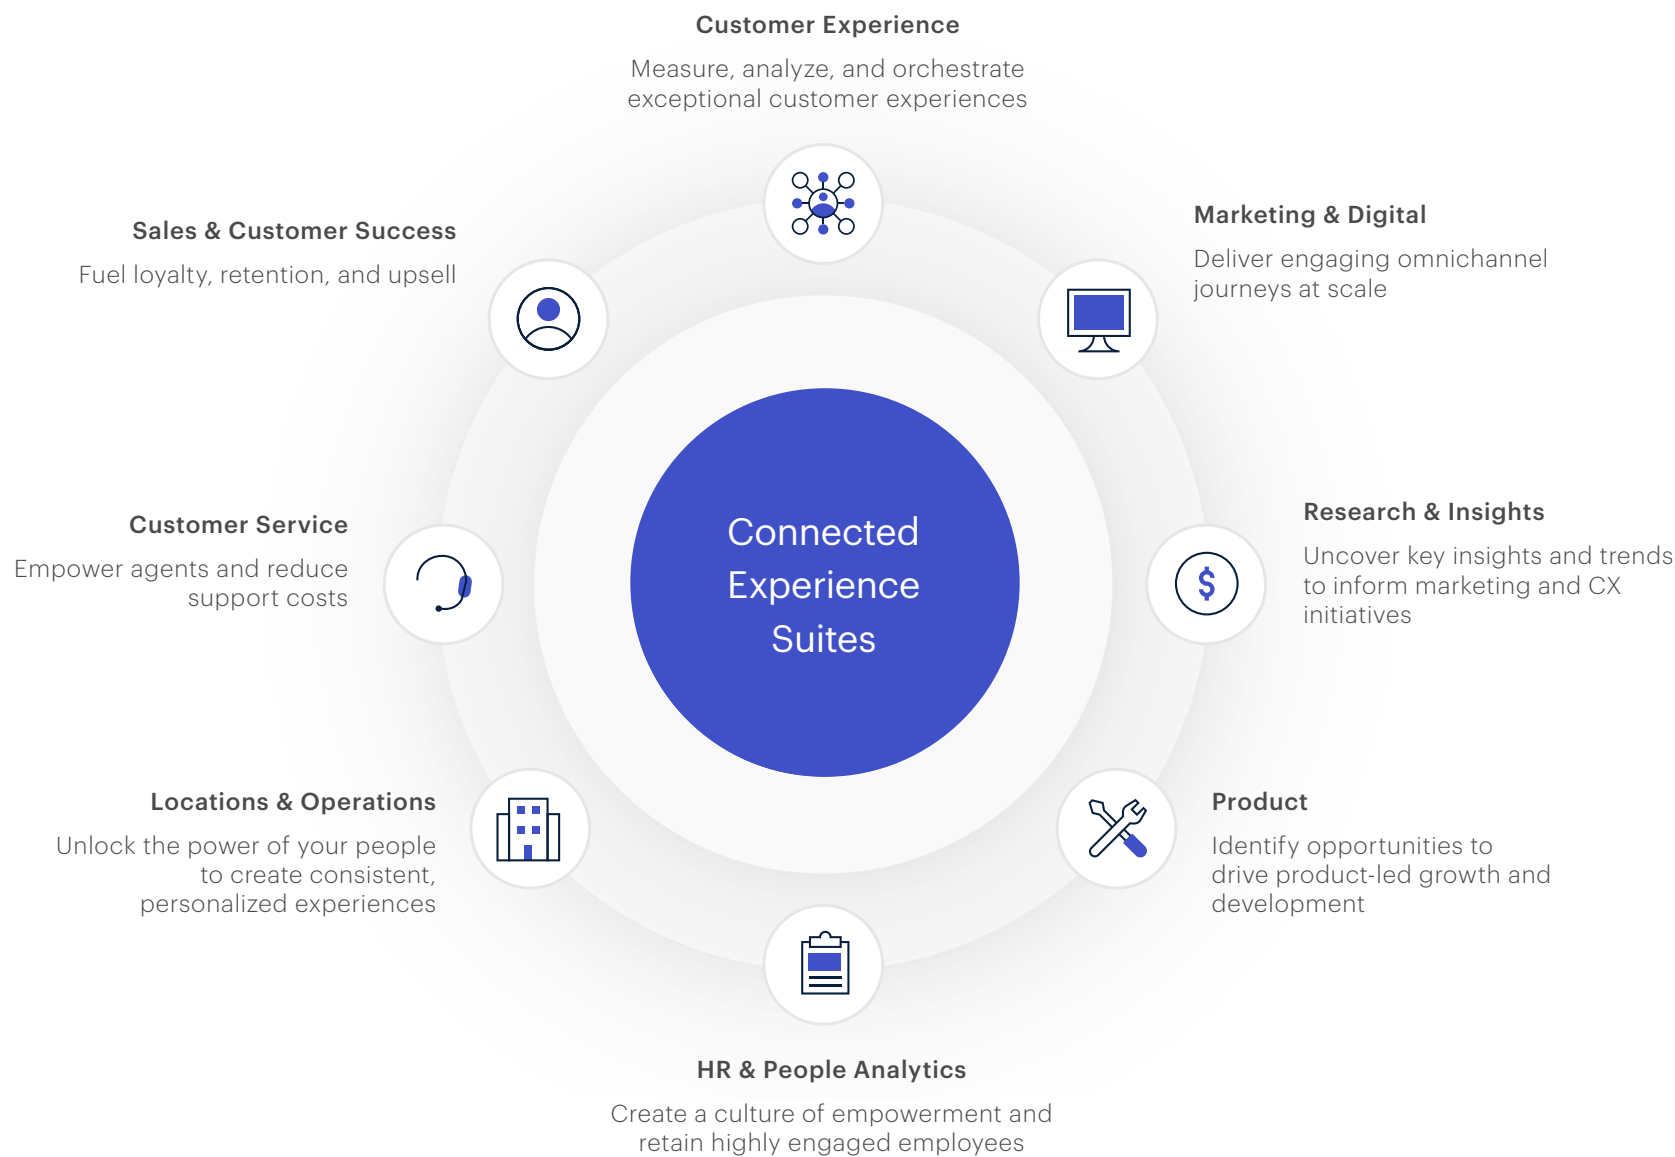 Customer Experience
Measure, analyze, and orchestrate
exceptional customer experiences
Sales & Customer Success
Fuel loyalty, retention, and upsell
Marketing & Digital
Deliver engaging omnichannel
journeys at scale
Connected
Experience
Suites
Customer Service
Empower agents and reduce
support costs
Research & Insights
Uncover key insights and trends
to inform marketing and CX
initiatives
$
Locations & Operations
Unlock the power of your people
to create consistent,
personalized experiences
Product
Identify opportunities to
drive product-led growth and
development
HR & People Analytics
Create a culture of empowerment and
retain highly engaged employees